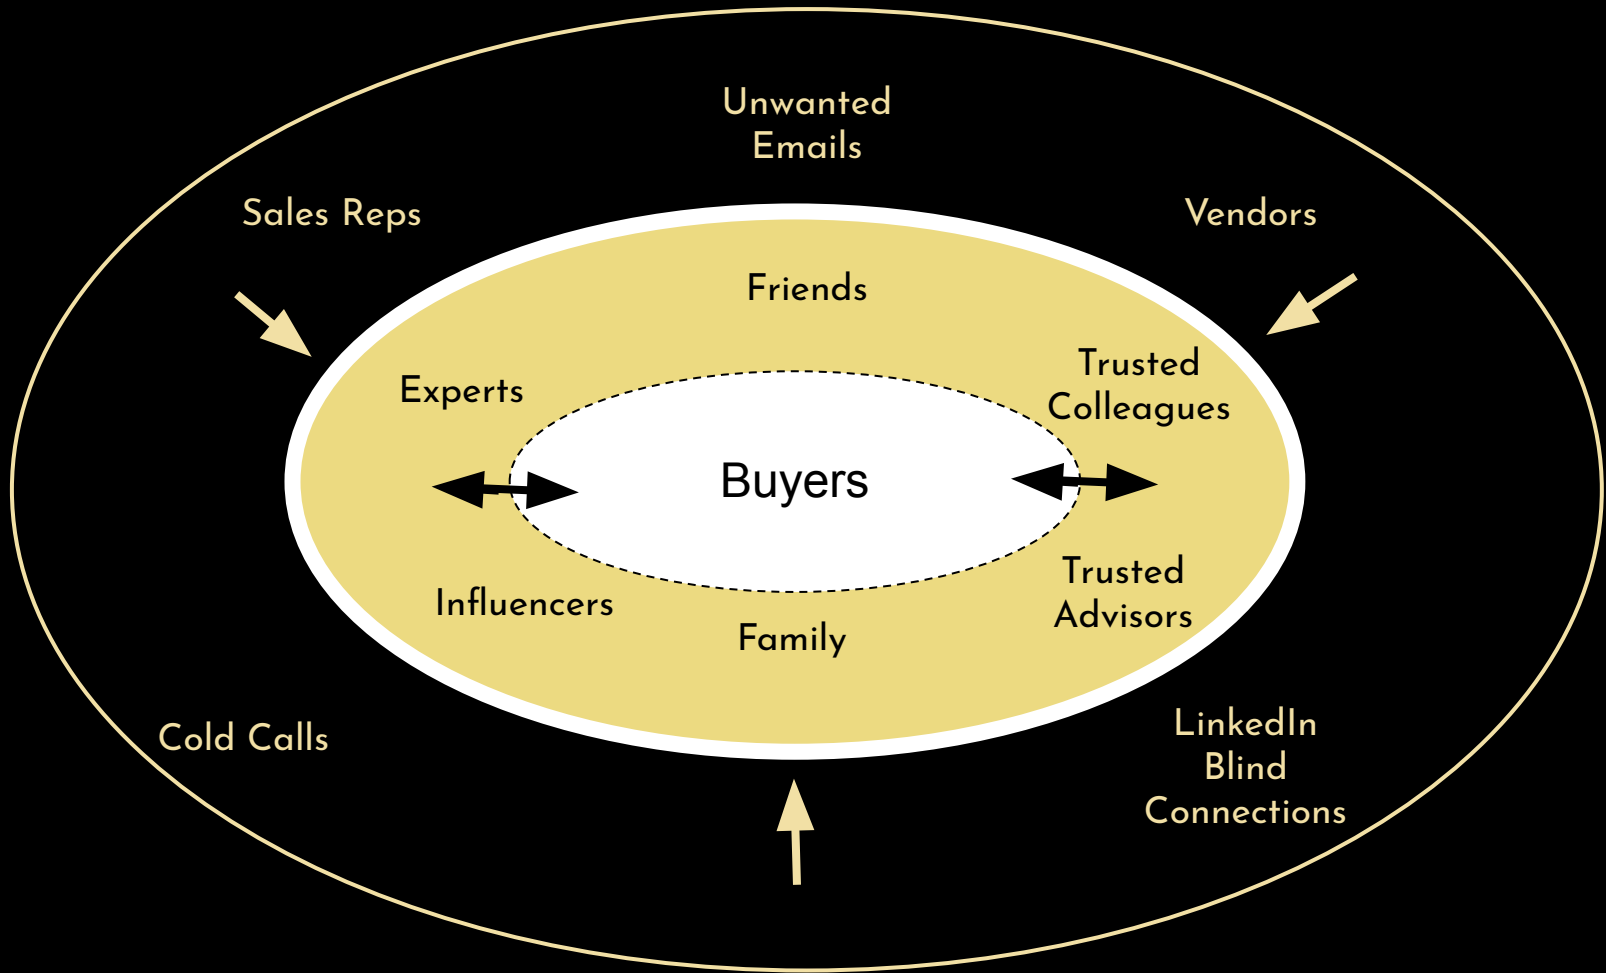 Unwanted
Emails
Sales Reps
Vendors
Friends
Trusted
Colleagues
Experts
Buyers
Trusted
Advisors
Influencers
Family
LinkedIn
Blind
Connections
Cold Calls